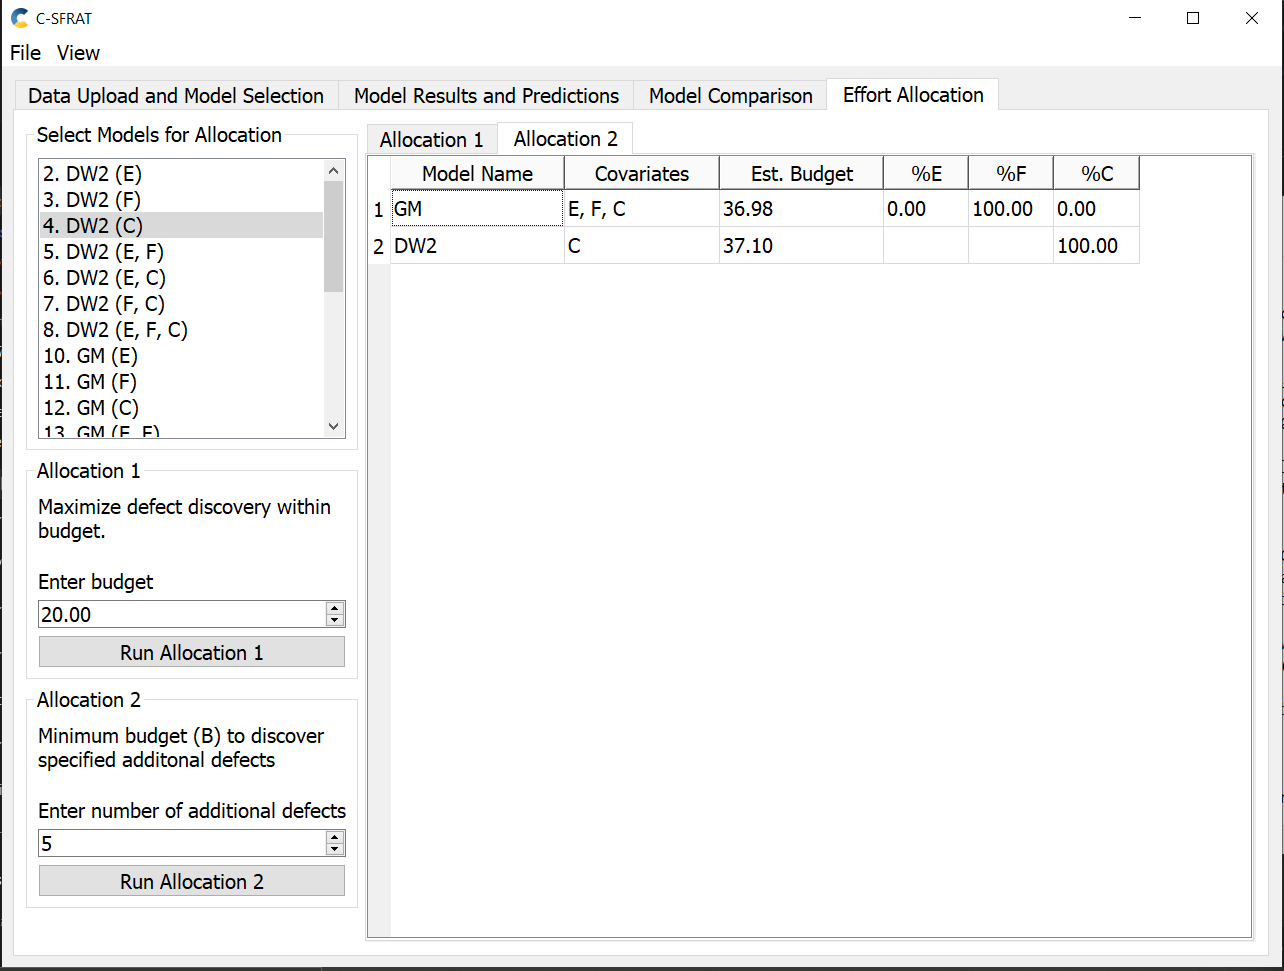 C-SFRAT
File View
Data Upload and Model Selection Model Results and Predictions Model Comparison Effort Allocation
Select Models for Allocation
2. DW2 (E)
3. DW2 (F)
4. DW2 (C)
5. DW2 (E, F)
6. DW2 (E, C)
7. DW2 (F, C)
8. DW2 (E, F, C)
10. GM (E)
11. GM (F)
12. GM (C)
13. GM (E, F)
Allocation 1
Maximize defect discovery within
budget.
Enter budget
20.00
Run Allocation 1
Allocation 2
Minimum budget (B) to discover
specified additonal defects
Enter number of additional defects
5
Run Allocation 2
Allocation 1 Allocation 2
Model Name Covariates Est. Budget %E %F %C
1 GM E, F, C 36.98 0.00 100.00 0.00
2 DW2 C 37.10 100.00